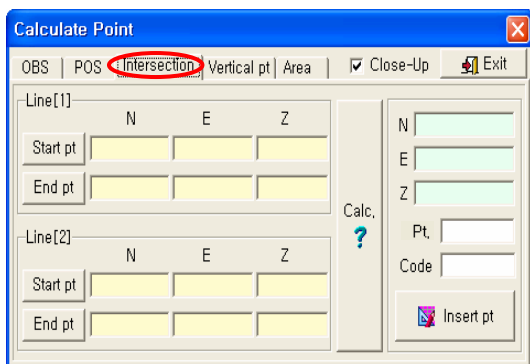 Calculate Point
OBS POS Intersection Vertical pt Area Close-Up Exit
Line[1]
N E Z
Start pt
End pt
Line[2]
N E Z
Start pt
End pt
Calc.
?
N
E
Z
Pt.
Code
Insert pt